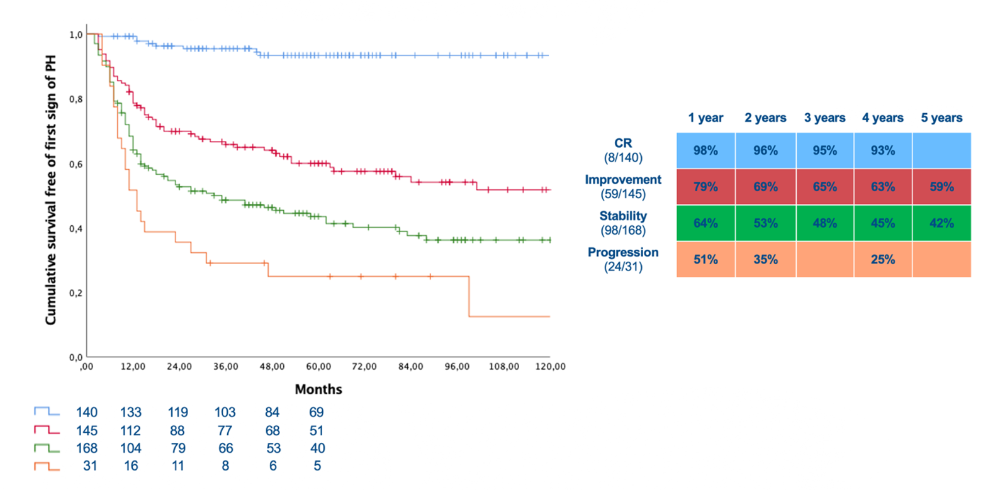 Cumulative survival free of first sign of PH
1,0
0,8
0,6
0,4
0,2
0,0
,00 12,00 24,00 36,00 48,00 60,00 72,00 84,00 96,00 108,00 120,00
Months
140 133 119 103 84 69
145 112 88 77 68 51
168 104 79 66 53 40
31 16 11 8 6 5
1 year 2 years 3 years 4 years 5 years
CR
(8/140)
98% 96% 95% 93%
Improvement
(59/145)
79% 69% 65% 63% 59%
Stability
(98/168)
64% 53% 48% 45% 42%
Progression
(24/31)
51% 35% 25%